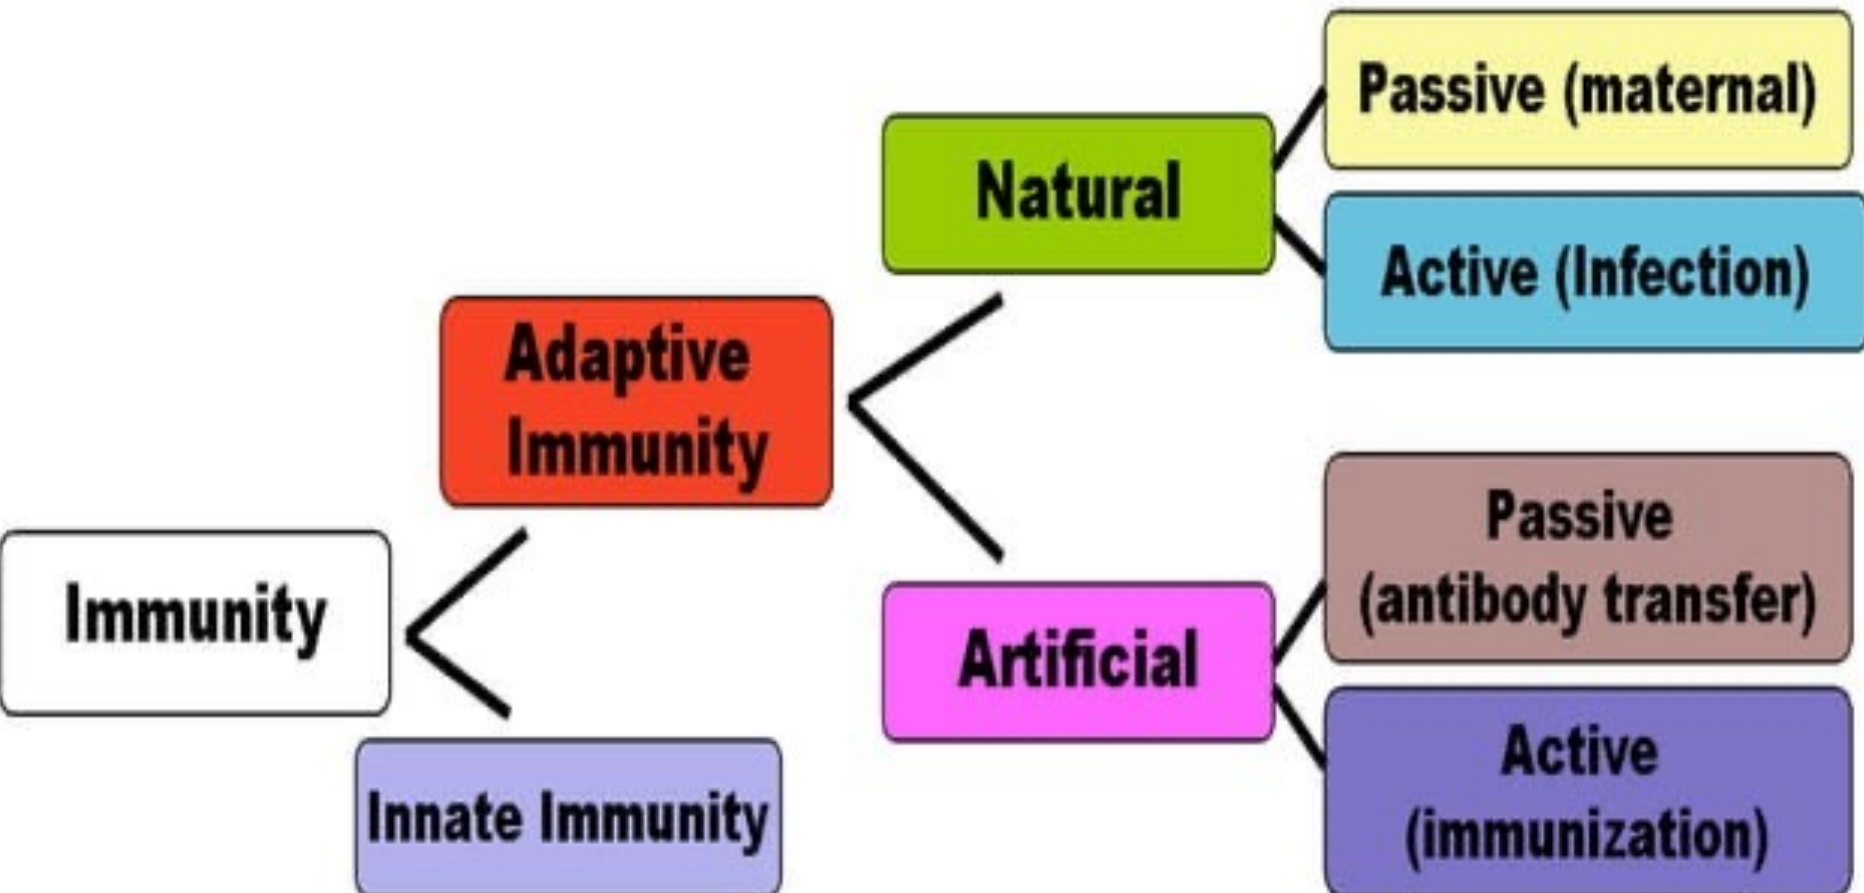 Passive (maternal)
Natural
Active (Infection)
Adaptive
Immunity
Passive
(antibody transfer)
Immunity
Artificial
Active
(immunization)
Innate Immunity